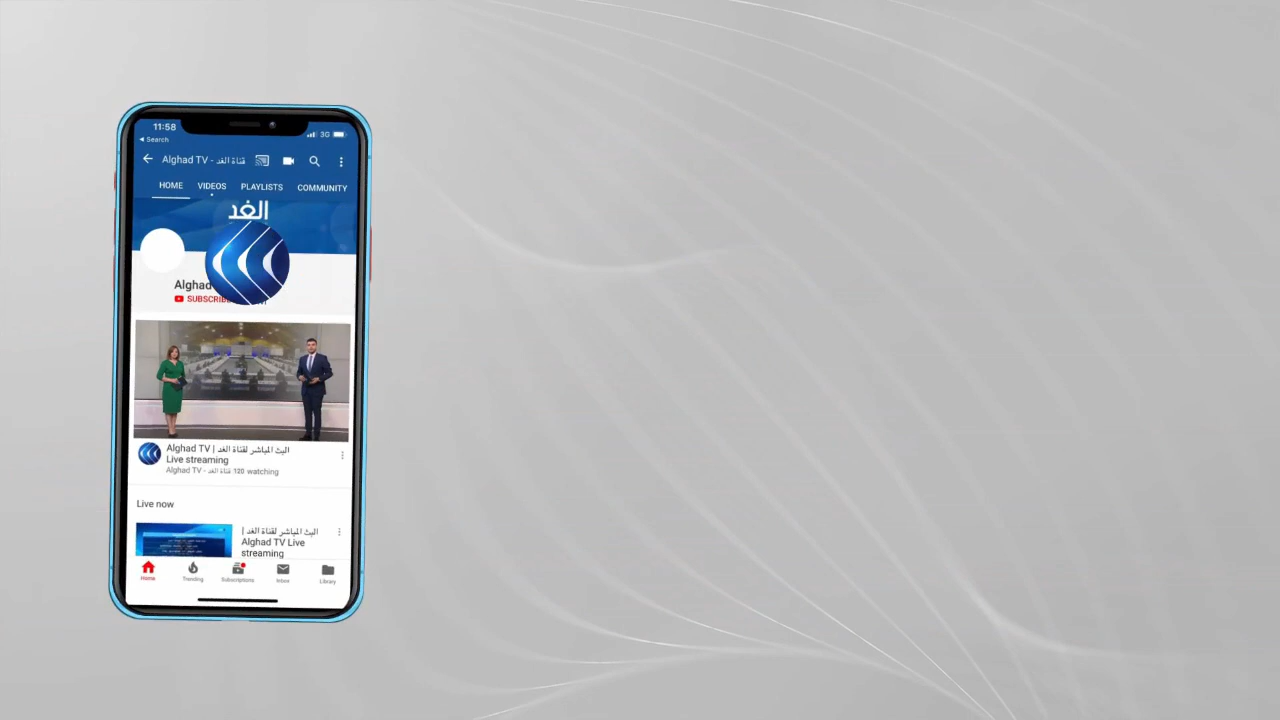 11:58
3G
Search
Alghad TV - قناة الغد
HOME VIDEOS PLAYLISTS COMMUNITY
الغد
Alghad
Alghad TV | البث المباشر لقناة الغد
Live streaming
Alghad TV - قناة الغد 120 watching
Live now
البث المباشر لقناة الغد |
Alghad TV Live
streaming
Home Trending Subscriptions Inbox Library